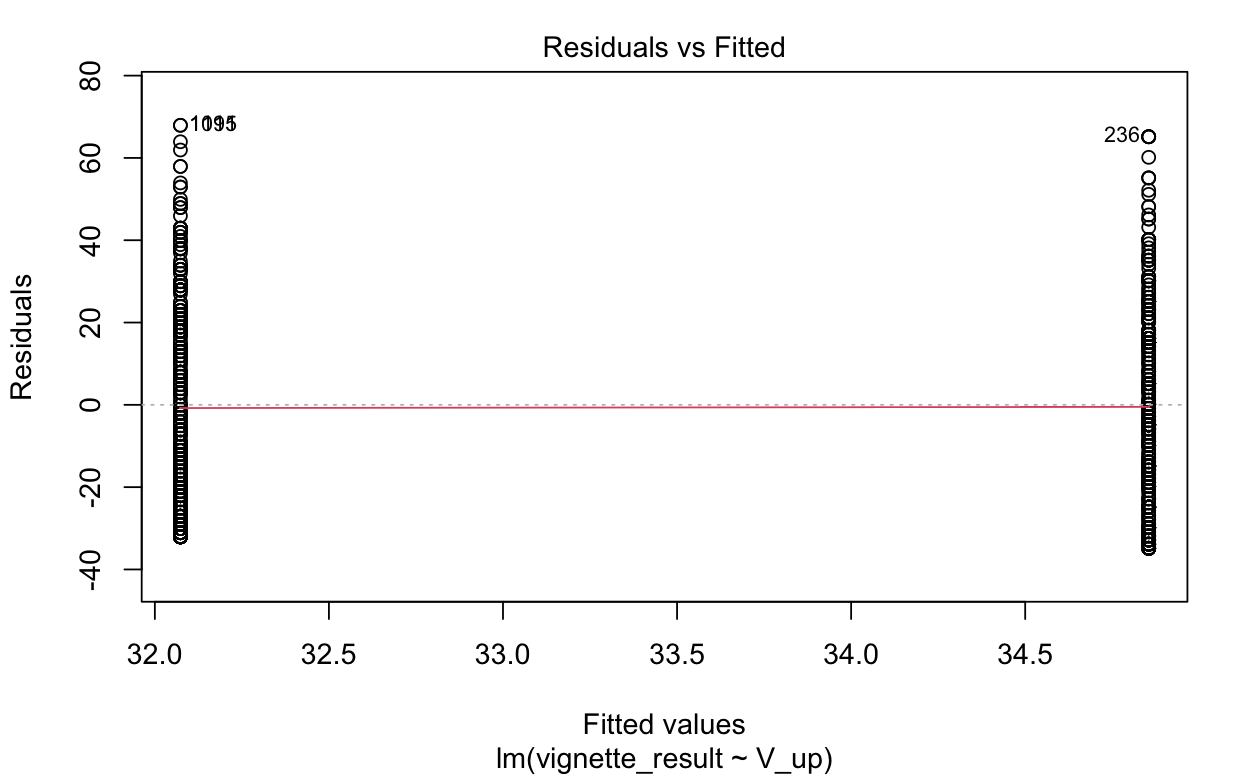 Residuals vs Fitted
80
60
40
20
0
-20
-40
Residuals
236
32.0 32.5 33.0 33.5 34.0 34.5
Fitted values
lm(vignette_result ~ V_up)